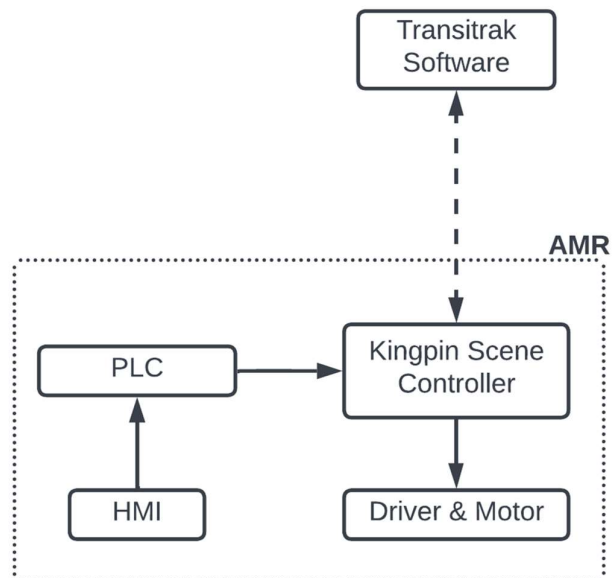 Transitrak
Software
AMR
Kingpin Scene
Controller
PLC
HMI
Driver & Motor